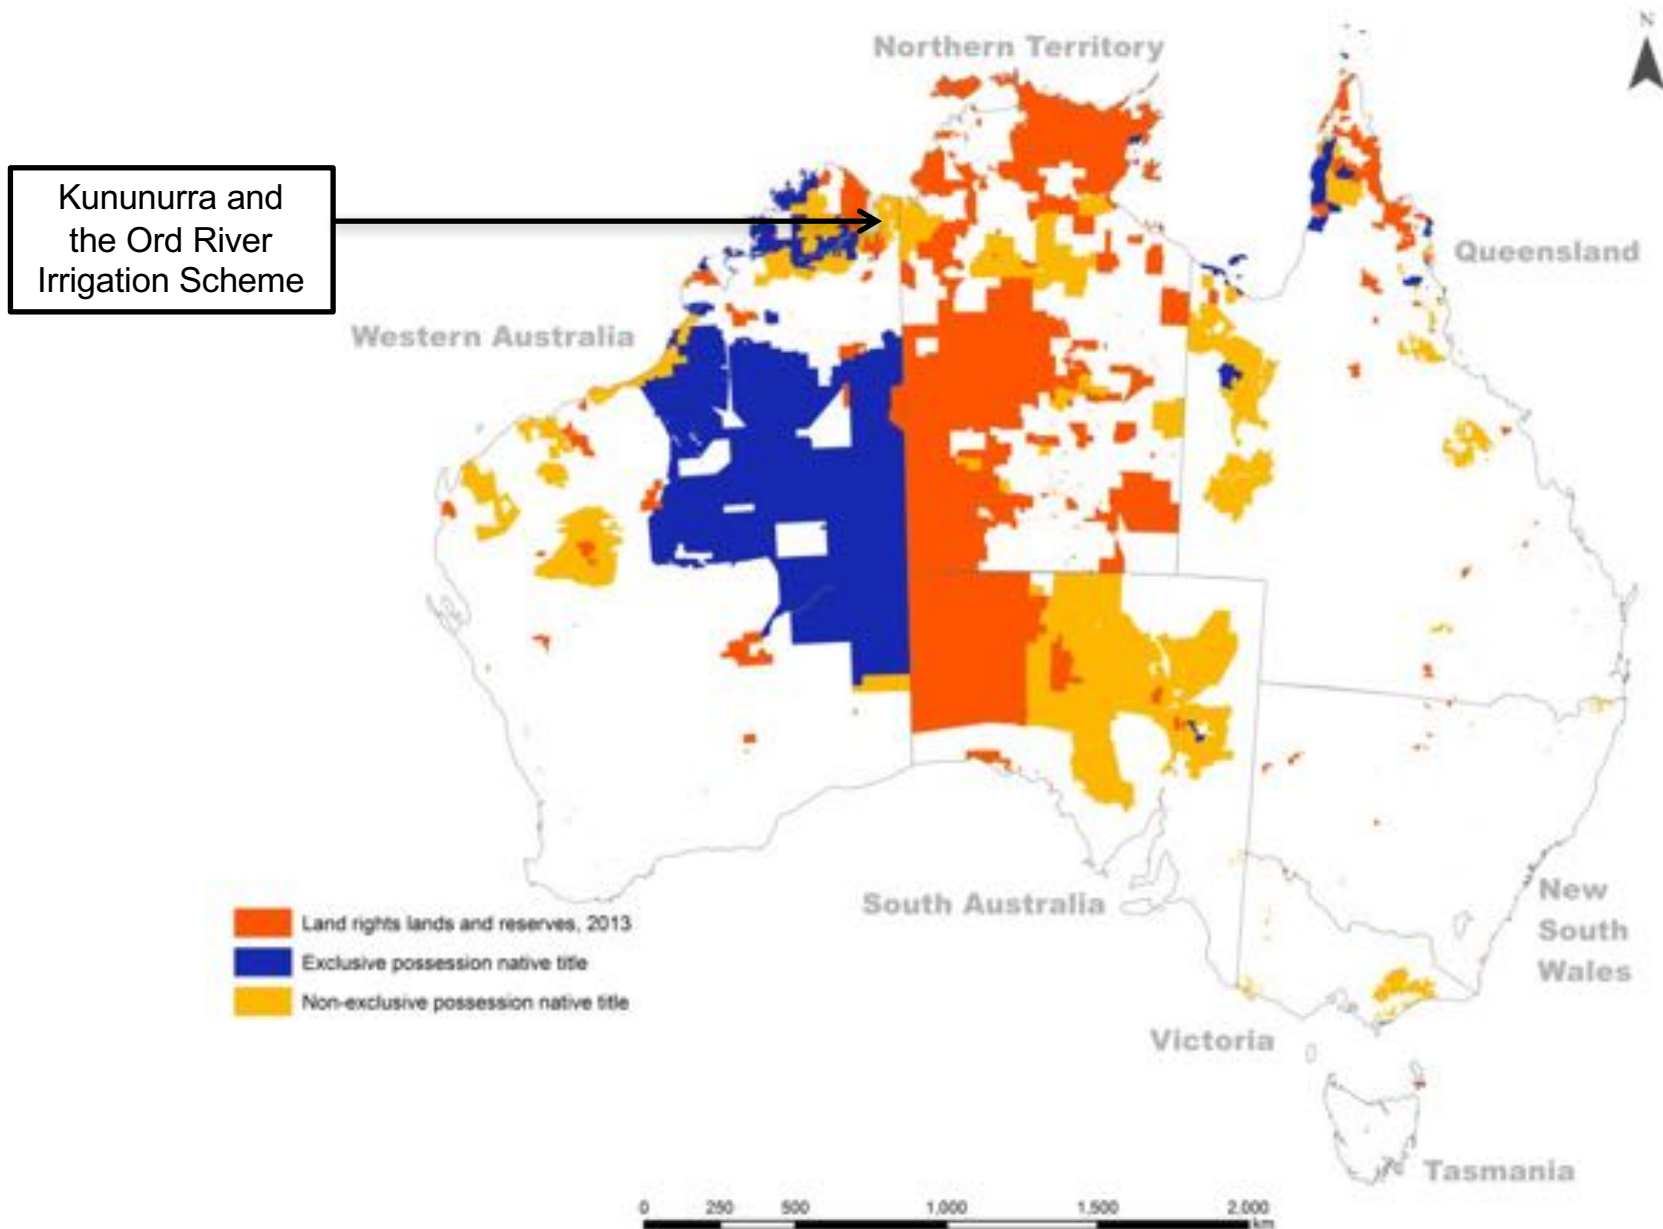 N
Northern Territory
Kununurra and
the Ord River
Irrigation Scheme
Queensland
Western Australia
South Australia
New
South
Wales
Land rights lands and reserves, 2013
Exclusive possession native title
Non-exclusive possession native title
Victoria
Tasmania
0 250 500 1,000 1,500 2,000
km